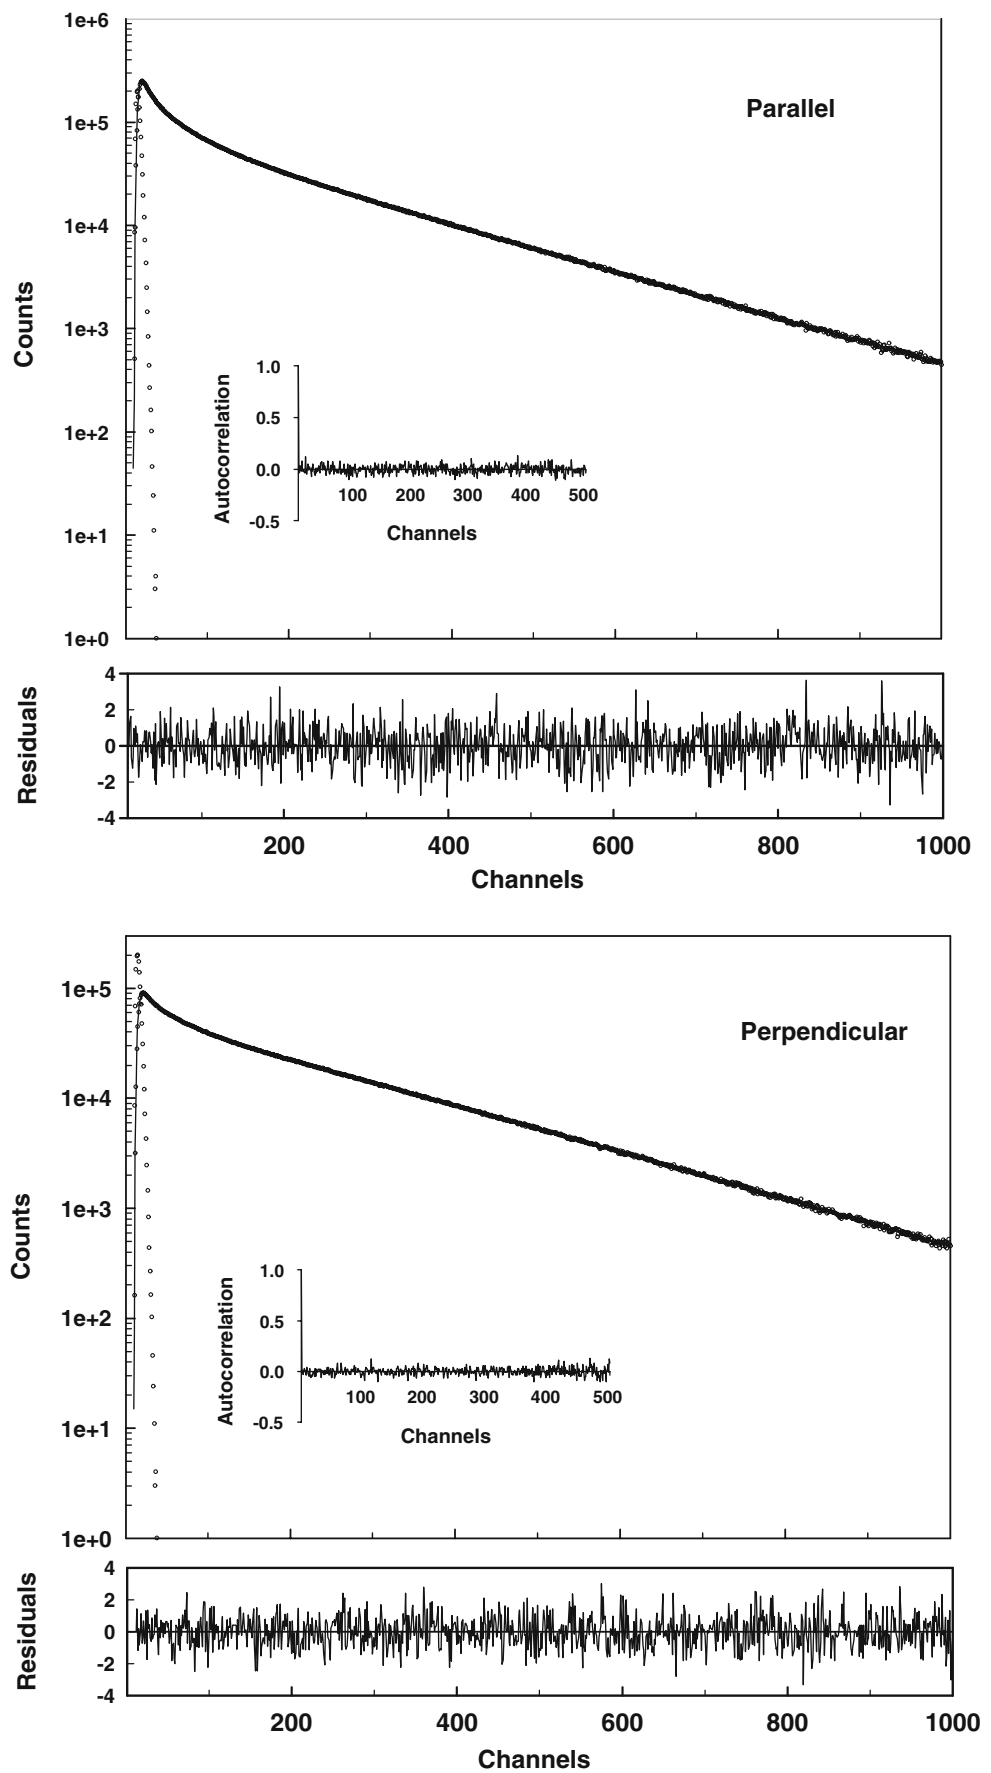 1e+6
Parallel
1e+5
1e+4
Counts
1e+3
1e+2
1e+1
1e+0
Autocorrelation
1.0
0.5
0.0
-0.5
100 200 300 400 500
Channels
Residuals
4
2
0
-2
-4
200 400 600 800 1000
Channels
1e+5
Perpendicular
1e+4
Counts
1e+3
1e+2
1e+1
1e+0
Autocorrelation
1.0
0.5
0.0
-0.5
100 200 300 400 500
Channels
Residuals
4
2
0
-2
-4
200 400 600 800 1000
Channels